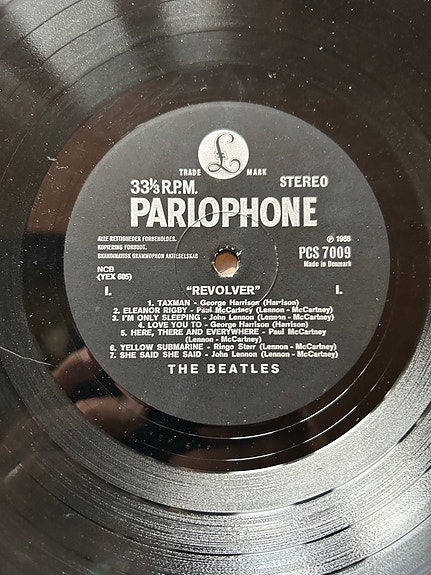 £
TRADE MARK
33⅓ R.P.M. STEREO
PARLOPHONE
ALLE RETTIGHEDER FORBEHOLDES.
KOPIERING FORBUDT.
SKANDINAVISK GRAMMOPHON AKTIESELSKAB
℗ 1966
PCS 7009
Made in Denmark
NCB
(YEX 605)
I. "REVOLVER" I.
1. TAXMAN - George Harrison (Harrison)
2. ELEANOR RIGBY - Paul McCartney (Lennon - McCartney)
3. I'M ONLY SLEEPING - John Lennon (Lennon - McCartney)
4. LOVE YOU TO - George Harrison (Harrison)
5. HERE, THERE AND EVERYWHERE - Paul McCartney
(Lennon - McCartney)
6. YELLOW SUBMARINE - Ringo Starr (Lennon - McCartney)
7. SHE SAID SHE SAID - John Lennon (Lennon - McCartney)
THE BEATLES